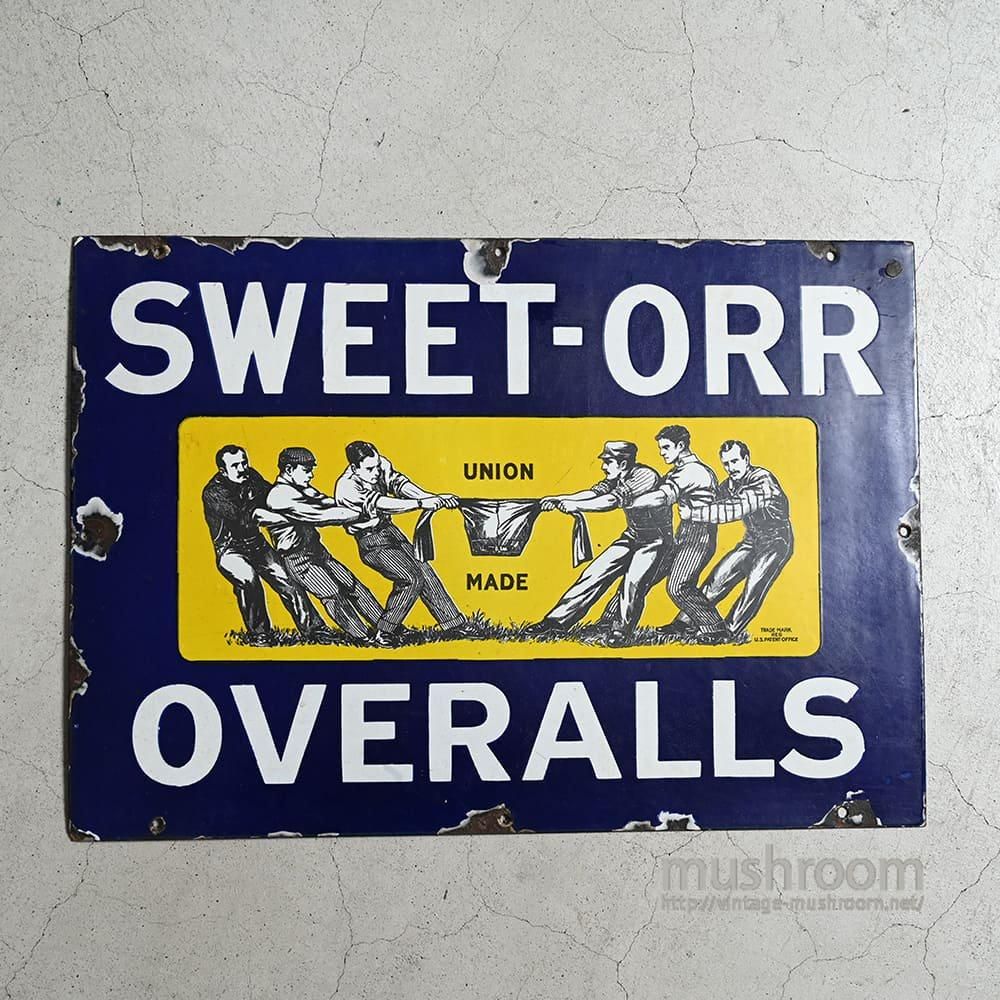 SWEET-ORR
UNION
MADE
TRADE MARK
REG
U.S. PATENT OFFICE
OVERALLS
mushroom
http://vintage-mushroom.net/